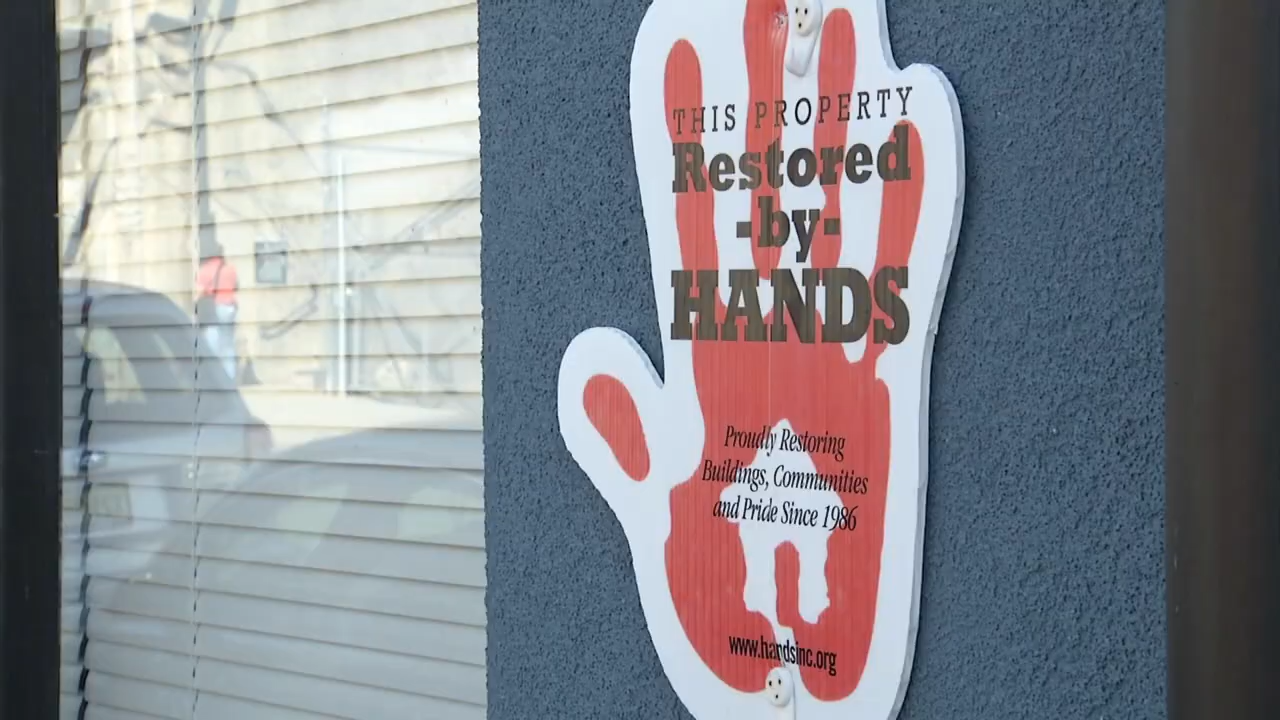 THIS PROPERTY
Restored
-by-
HANDS
Proudly Restoring
Buildings, Communities
and Pride Since 1986
www.handsinc.org